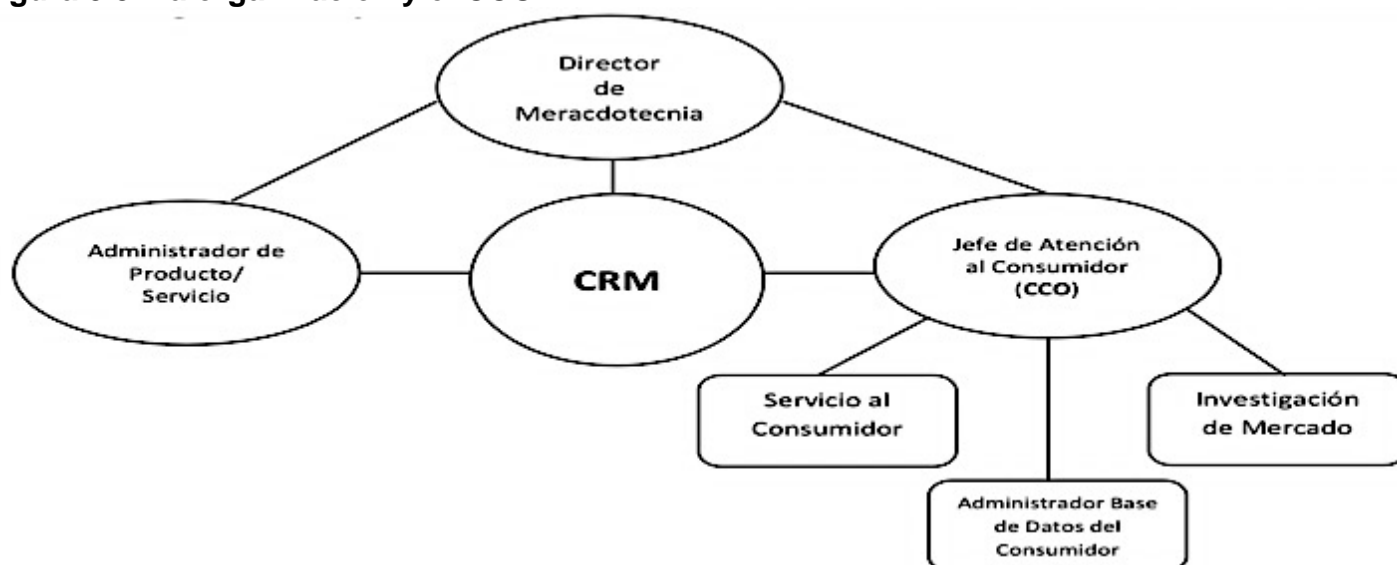 Director
de
Meracdotecnia
Administrador de
Producto/
Servicio
CRM
Jefe de Atención
al Consumidor
(CCO)
Servicio al
Consumidor
Investigación
de Mercado
Administrador Base
de Datos del
Consumidor